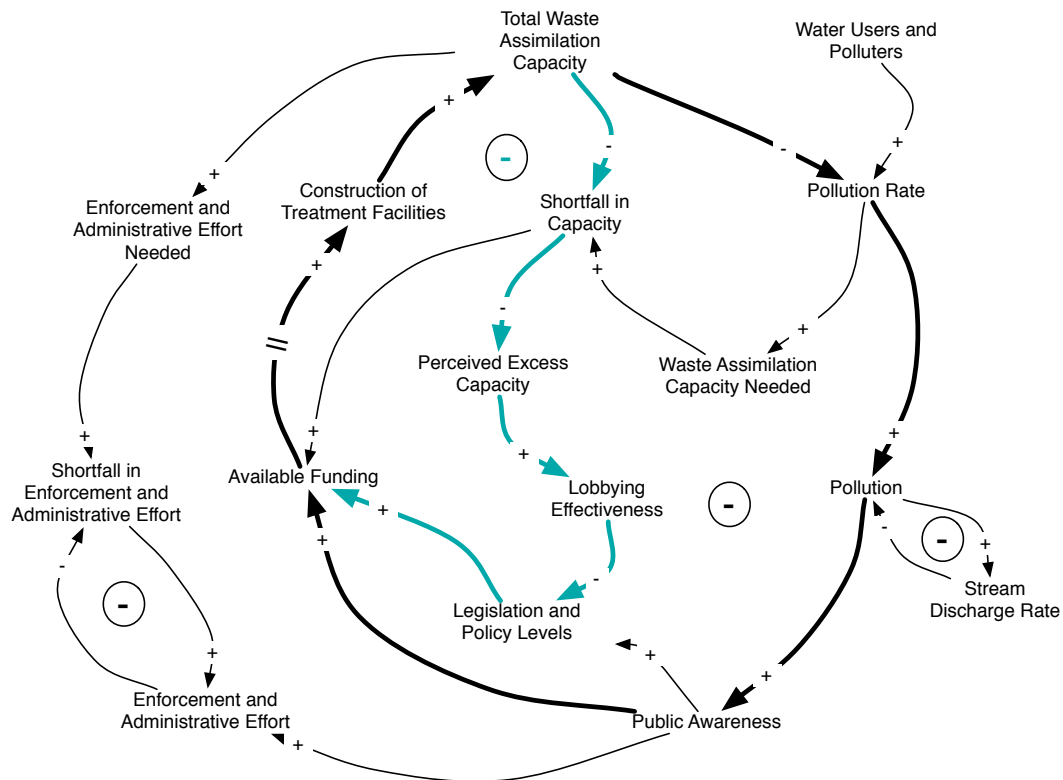 Total Waste
Assimilation
Capacity
Water Users and
Polluters
+
+
-
-
-
+
Construction of
Treatment Facilities
Shortfall in
Capacity
Pollution Rate
Enforcement and
Administrative Effort
Needed
+
+
-
+
Perceived Excess
Capacity
Waste Assimilation
Capacity Needed
+
+
+
+
Shortfall in
Enforcement and
Administrative Effort
Available Funding
Lobbying
Effectiveness
Pollution
-
+
-
-
+
+
-
-
-
Stream
Discharge Rate
Legislation and
Policy Levels
+
+
+
Enforcement and
Administrative Effort
Public Awareness
+